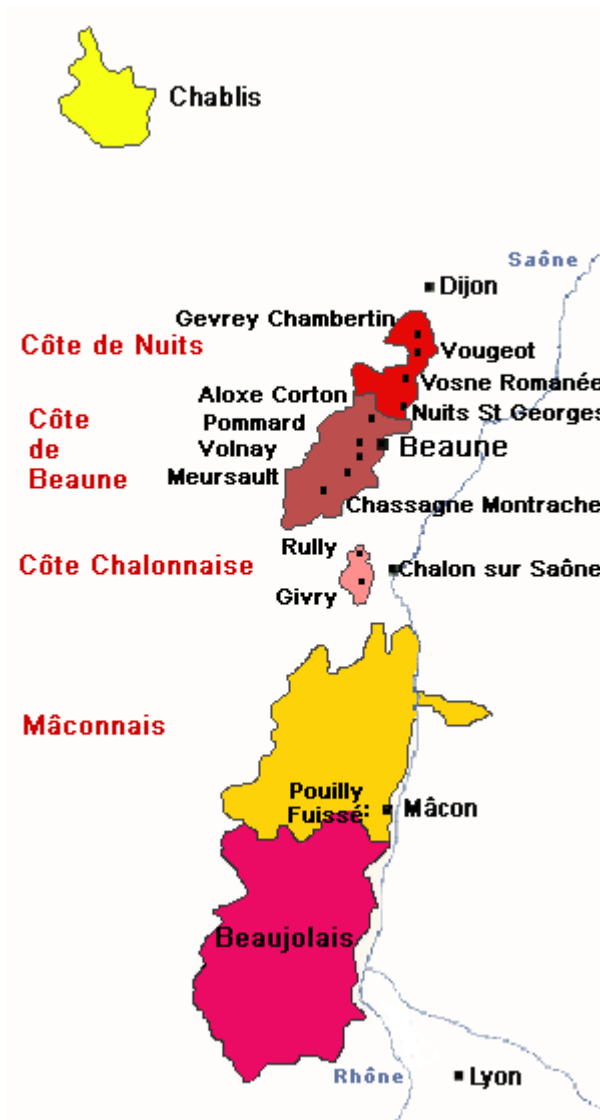 Chablis
Saône
Dijon
Gevrey Chambertin
Côte de Nuits
Vougeot
Vosne Romanée
Aloxe Corton
Nuits St Georges
Côte
de
Beaune
Pommard
Volnay
Beaune
Meursault
Chassagne Montrache
Rully
Côte Chalonnaise
Chalon sur Saône
Givry
Mâconnais
Pouilly
Fuissé
Mâcon
Beaujolais
Rhône
Lyon